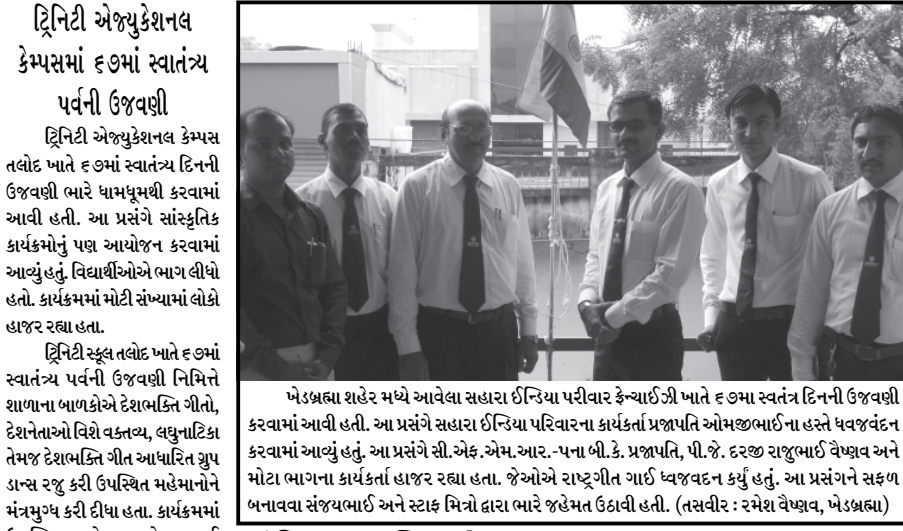 ટ્રિનિટી એજ્યુકેશનલ
કેમ્પસમાં ૬૭માં સ્વાતંત્ર્ય
પર્વની ઉજવણી
ટ્રિનિટી એજ્યુકેશનલ કેમ્પસ
તલોદ ખાતે ૬૭માં સ્વાતંત્ર્ય દિનની
ઉજવણી ભારે ધામધૂમથી કરવામાં
આવી હતી. આ પ્રસંગે સાંસ્કૃતિક
કાર્યક્રમોનું પણ આયોજન કરવામાં
આવ્યું હતું. વિદ્યાર્થીઓએ ભાગ લીધો
હતો. કાર્યક્રમમાં મોટી સંખ્યામાં લોકો
હાજર રહ્યા હતા.
ટ્રિનિટી સ્કૂલ તલોદ ખાતે ૬૭માં
સ્વાતંત્ર્ય પર્વની ઉજવણી નિમિત્તે
શાળાના બાળકોએ દેશભક્તિ ગીતો,
દેશનેતાઓ વિશે વક્તવ્ય, લઘુનાટિકા
તેમજ દેશભક્તિ ગીત આધારિત ગ્રુપ
ડાન્સ રજુ કરી ઉપસ્થિત મહેમાનોને
મંત્રમુગ્ધ કરી દીધા હતા. કાર્યક્રમમાં
ખેડબ્રહ્મા શહેર મધ્યે આવેલા સહારા ઈન્ડિયા પરીવાર ફ્રેન્ચાઈઝી ખાતે ૬૭મા સ્વતંત્ર દિનની ઉજવણી
કરવામાં આવી હતી. આ પ્રસંગે સહારા ઈન્ડિયા પરિવારના કાર્યકર્તા પ્રજાપતિ ઓમજીભાઈના હસ્તે ધવજવંદન
કરવામાં આવ્યું હતું. આ પ્રસંગે સી.એફ.એમ.આર.-પના બી.કે. પ્રજાપતિ, પી.જે. દરજી રાજુભાઈ વૈષ્ણવ અને
મોટા ભાગના કાર્યકર્તા હાજર રહ્યા હતા. જેઓએ રાષ્ટ્રગીત ગાઈ ધ્વજવદન કર્યું હતું. આ પ્રસંગને સફળ
બનાવવા સંજયભાઈ અને સ્ટાફ મિત્રો દ્વારા ભારે જહેમત ઉઠાવી હતી. (તસવીર : રમેશ વૈષ્ણવ, ખેડબ્રહ્મા)